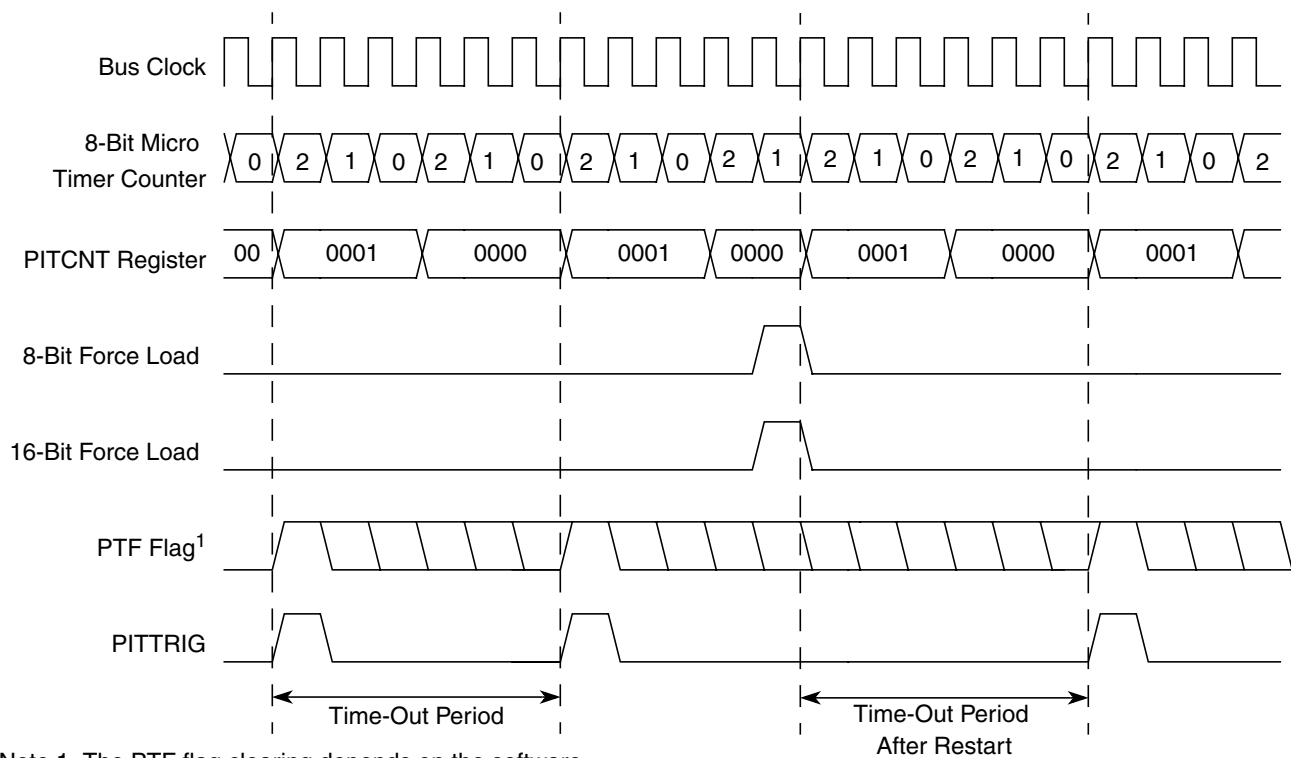 Bus Clock
8-Bit Micro
Timer Counter
0 2 1 0 2 1 0 2 1 0 2 1 2 1 0 2 1 0 2 1 0 2
PITCNT Register
00 0001 0000 0001 0000 0001 0000 0001
8-Bit Force Load
16-Bit Force Load
PTF Flag1
PITTRIG
Time-Out Period
Time-Out Period
After Restart
Note 1. The PTF flag clearing depends on the software